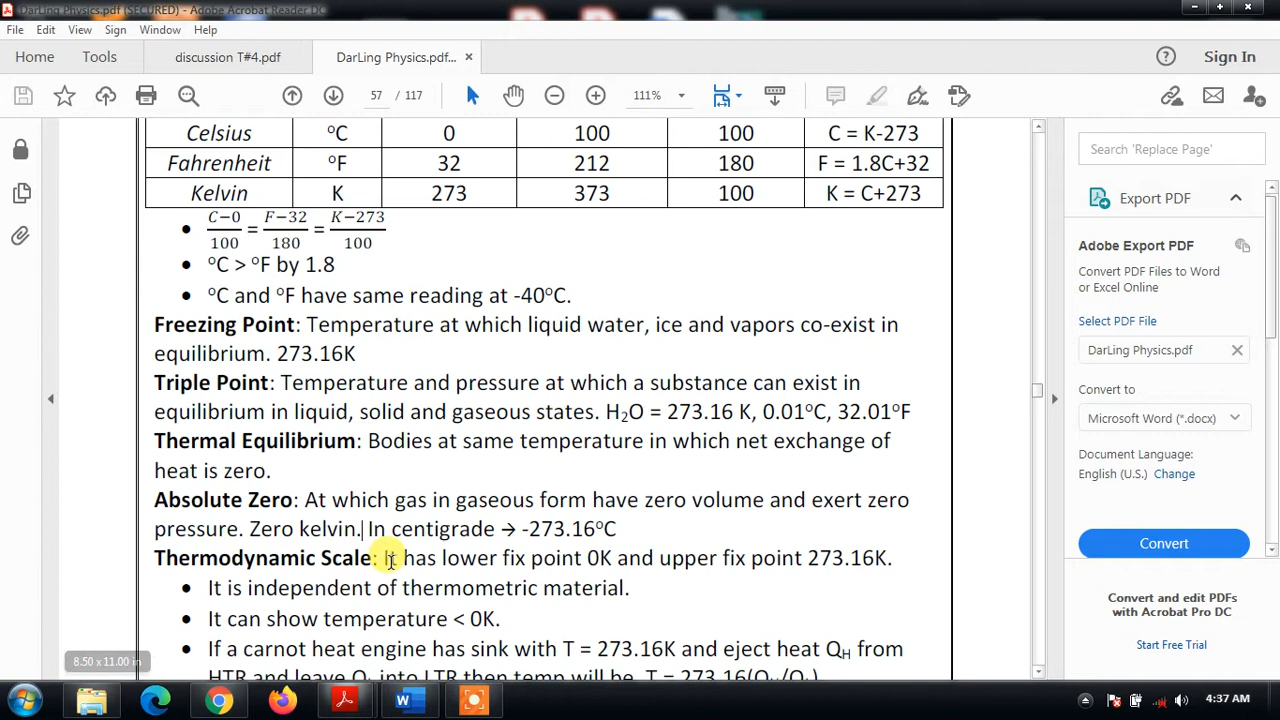 DarLing Physics.pdf (SECURED) - Adobe Acrobat Reader DC
File Edit View Sign Window Help
Home Tools discussion T#4.pdf DarLing Physics.pdf... × Sign In
57 / 117 111%
Celsius ᵒC 0 100 100 C = K-273
Fahrenheit ᵒF 32 212 180 F = 1.8C+32
Kelvin K 273 373 100 K = C+273
• C−0/100 = F−32/180 = K−273/100
• ᵒC > ᵒF by 1.8
• ᵒC and ᵒF have same reading at -40ᵒC.
Freezing Point: Temperature at which liquid water, ice and vapors co-exist in
equilibrium. 273.16K
Triple Point: Temperature and pressure at which a substance can exist in
equilibrium in liquid, solid and gaseous states. H₂O = 273.16 K, 0.01ᵒC, 32.01ᵒF
Thermal Equilibrium: Bodies at same temperature in which net exchange of
heat is zero.
Absolute Zero: At which gas in gaseous form have zero volume and exert zero
pressure. Zero kelvin. In centigrade → -273.16ᵒC
Thermodynamic Scale: It has lower fix point 0K and upper fix point 273.16K.
• It is independent of thermometric material.
• It can show temperature < 0K.
• If a carnot heat engine has sink with T = 273.16K and eject heat QH from
8.50 x 11.00 in
Search 'Replace Page'
Export PDF
Adobe Export PDF
Convert PDF Files to Word
or Excel Online
Select PDF File
DarLing Physics.pdf
Convert to
Microsoft Word (*.docx)
Document Language:
English (U.S.) Change
Convert
Convert and edit PDFs
with Acrobat Pro DC
Start Free Trial
4:37 AM